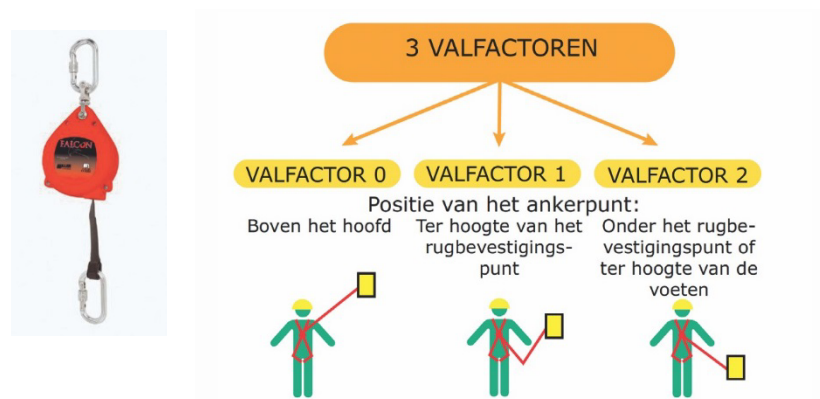 FALCON
3 VALFACTOREN
VALFACTOR 0
VALFACTOR 1
VALFACTOR 2
Positie van het ankerpunt:
Boven het hoofd
Ter hoogte van het
rugbevestigings-
punt
Onder het rugbe-
vestigingspunt of
ter hoogte van de
voeten